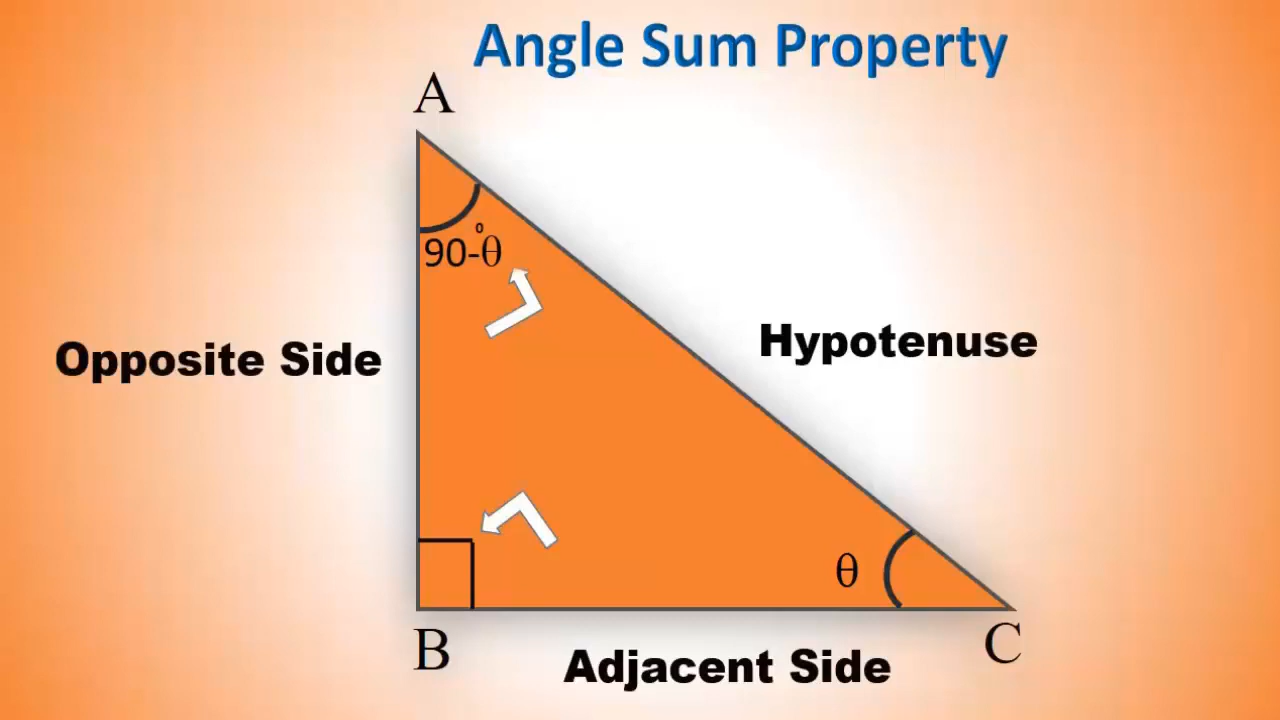 Angle Sum Property
A
90-θ°
Opposite Side
Hypotenuse
θ
B
C
Adjacent Side